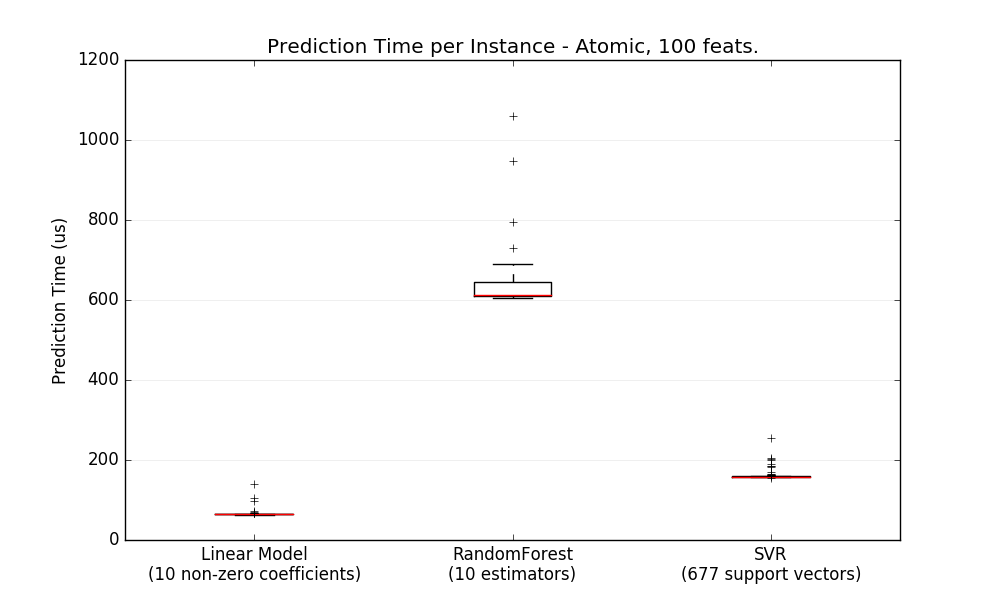 Prediction Time per Instance - Atomic, 100 feats.
1200
1000
800
600
400
200
0
Prediction Time (us)
Linear Model
(10 non-zero coefficients)
RandomForest
(10 estimators)
SVR
(677 support vectors)